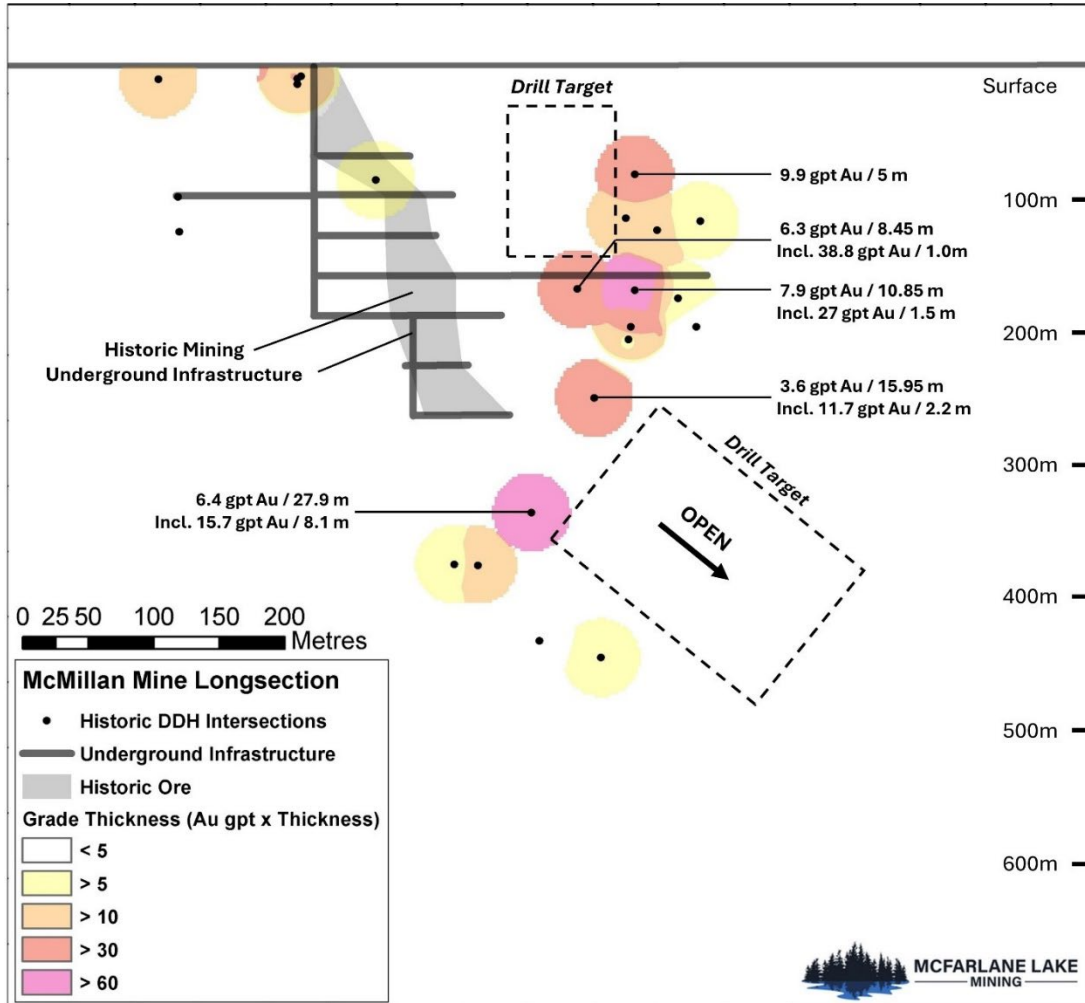 Surface
Drill Target
9.9 gpt Au / 5 m
100m
6.3 gpt Au / 8.45 m
Incl. 38.8 gpt Au / 1.0m
7.9 gpt Au / 10.85 m
Incl. 27 gpt Au / 1.5 m
200m
Historic Mining
Underground Infrastructure
3.6 gpt Au / 15.95 m
Incl. 11.7 gpt Au / 2.2 m
Drill Target
300m
6.4 gpt Au / 27.9 m
Incl. 15.7 gpt Au / 8.1 m
OPEN
400m
0 25 50 100 150 200
Metres
McMillan Mine Longsection
Historic DDH Intersections
Underground Infrastructure
Historic Ore
Grade Thickness (Au gpt x Thickness)
< 5
> 5
> 10
> 30
> 60
500m
600m
MCFARLANE LAKE
MINING